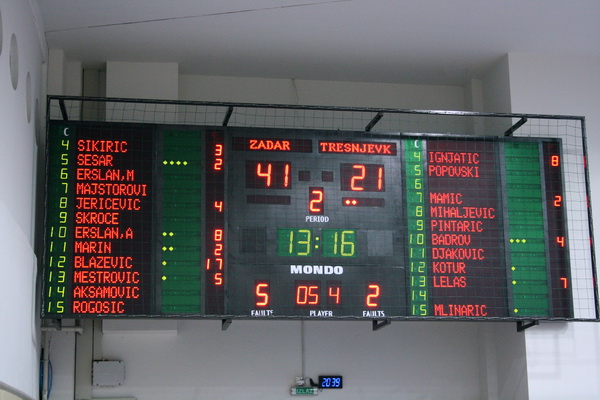 ZADAR TRESNJEVK
41 21
2
PERIOD
13:16
MONDO
5 05 4 2
FAULTS PLAYER FAULTS
C
4 SIKIRIC 3
5 SESAR 2
6 ERSLAN,M
7 MAJSTOROVI
8 JERICEVIC 4
9 SKROCE
10 ERSLAN,A 8
11 MARIN 2
12 BLAZEVIC 17
13 MESTROVIC 5
14 AKSAMOVIC
15 ROGOSIC
C
4 IGNJATIC 8
5 POPOVSKI
6
7 MAMIC 2
8 MIHALJEVIC
9 PINTARIC
10 BADROV 4
11 DJAKOVIC
12 KOTUR
13 LELAS 7
14
15 MLINARIC
20:39